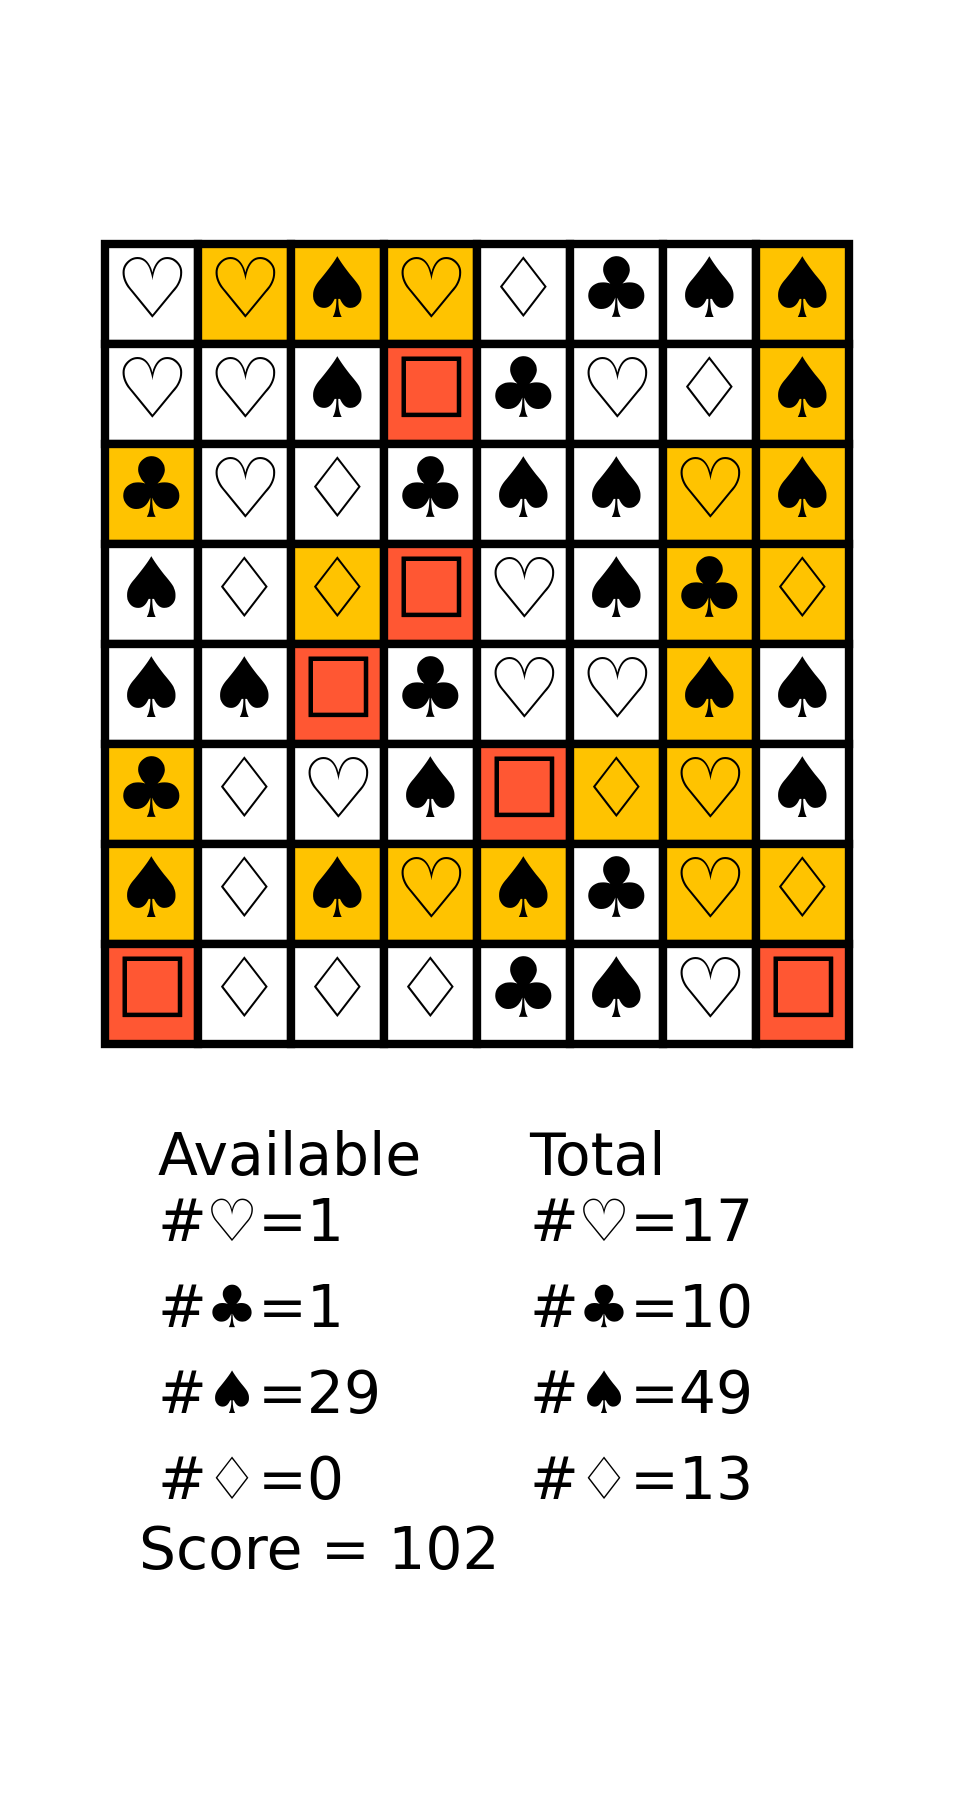 ♡ ♡ ♠ ♡ ♢ ♣ ♠ ♠
♡ ♡ ♠ □ ♣ ♡ ♢ ♠
♣ ♡ ♢ ♣ ♠ ♠ ♡ ♠
♠ ♢ ♢ □ ♡ ♠ ♣ ♢
♠ ♠ □ ♣ ♡ ♡ ♠ ♠
♣ ♢ ♡ ♠ □ ♢ ♡ ♠
♠ ♢ ♠ ♡ ♠ ♣ ♡ ♢
□ ♢ ♢ ♢ ♣ ♠ ♡ □
Available Total
#♡=1 #♡=17
#♣=1 #♣=10
#♠=29 #♠=49
#♢=0 #♢=13
Score = 102